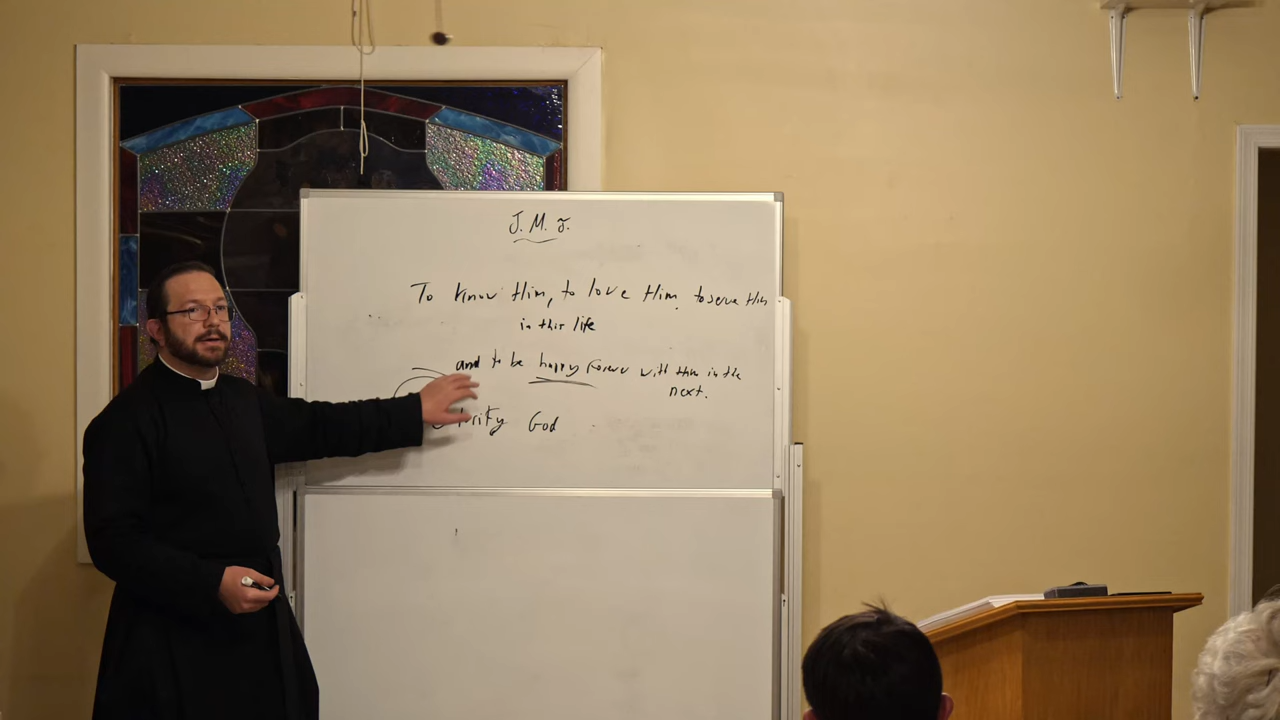 J. M. J.
To know Him, to love Him, to serve Him
in this life
and to be happy forever with Him in the
next.
God